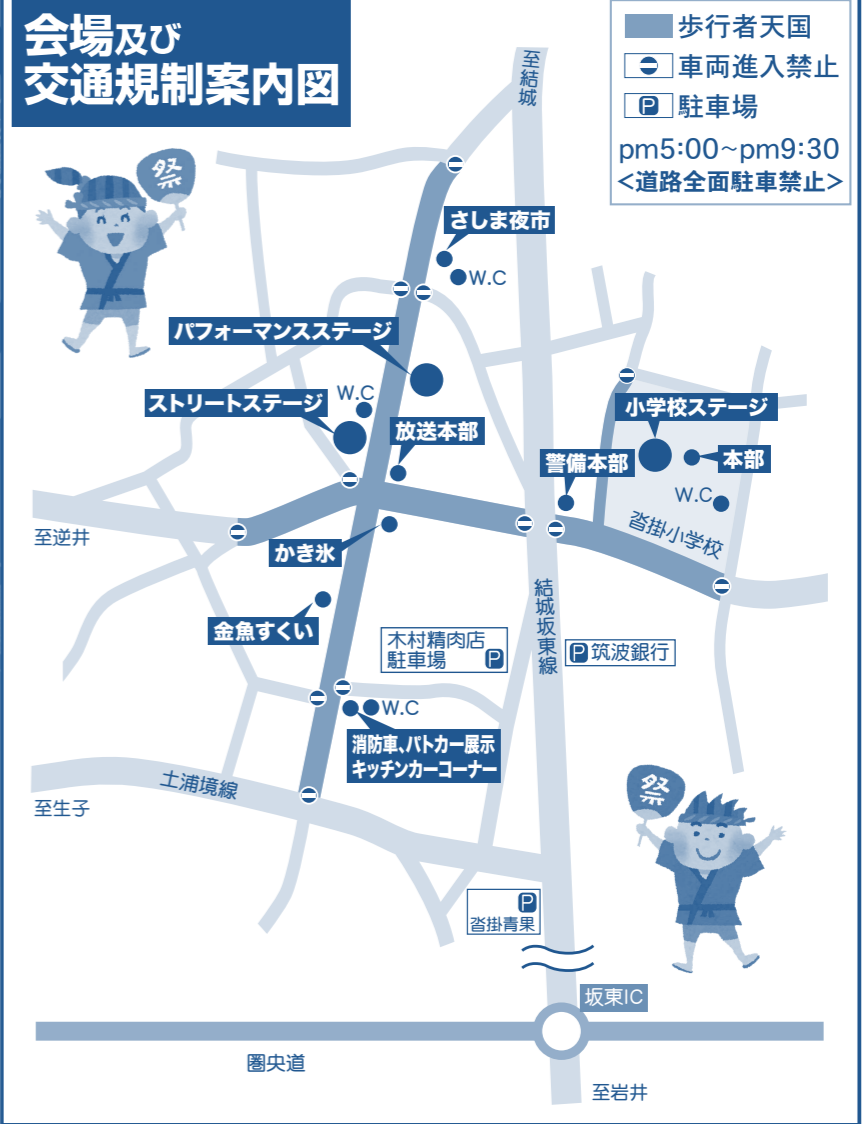 会場及び
交通規制案内図
歩行者天国
車両進入禁止
P 駐車場
pm5:00~pm9:30
<道路全面駐車禁止>
至結城
祭
さしま夜市
W.C
パフォーマンスステージ
ストリートステージ
W.C
放送本部
小学校ステージ
警備本部
本部
W.C
沓掛小学校
至逆井
かき氷
金魚すくい
結城坂東線
木村精肉店
駐車場 P
P 筑波銀行
W.C
消防車、パトカー展示
キッチンカーコーナー
土浦境線
至生子
祭
P
沓掛青果
坂東IC
圏央道
至岩井